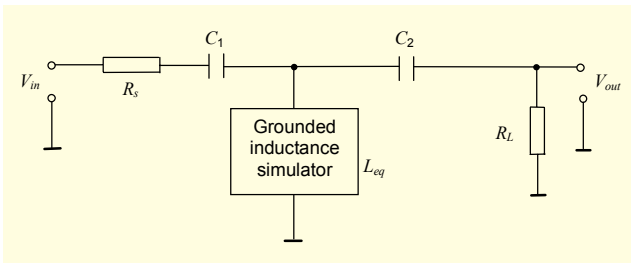 C1
C2
Vin
Rs
Vout
RL
Grounded
inductance
simulator
Leq